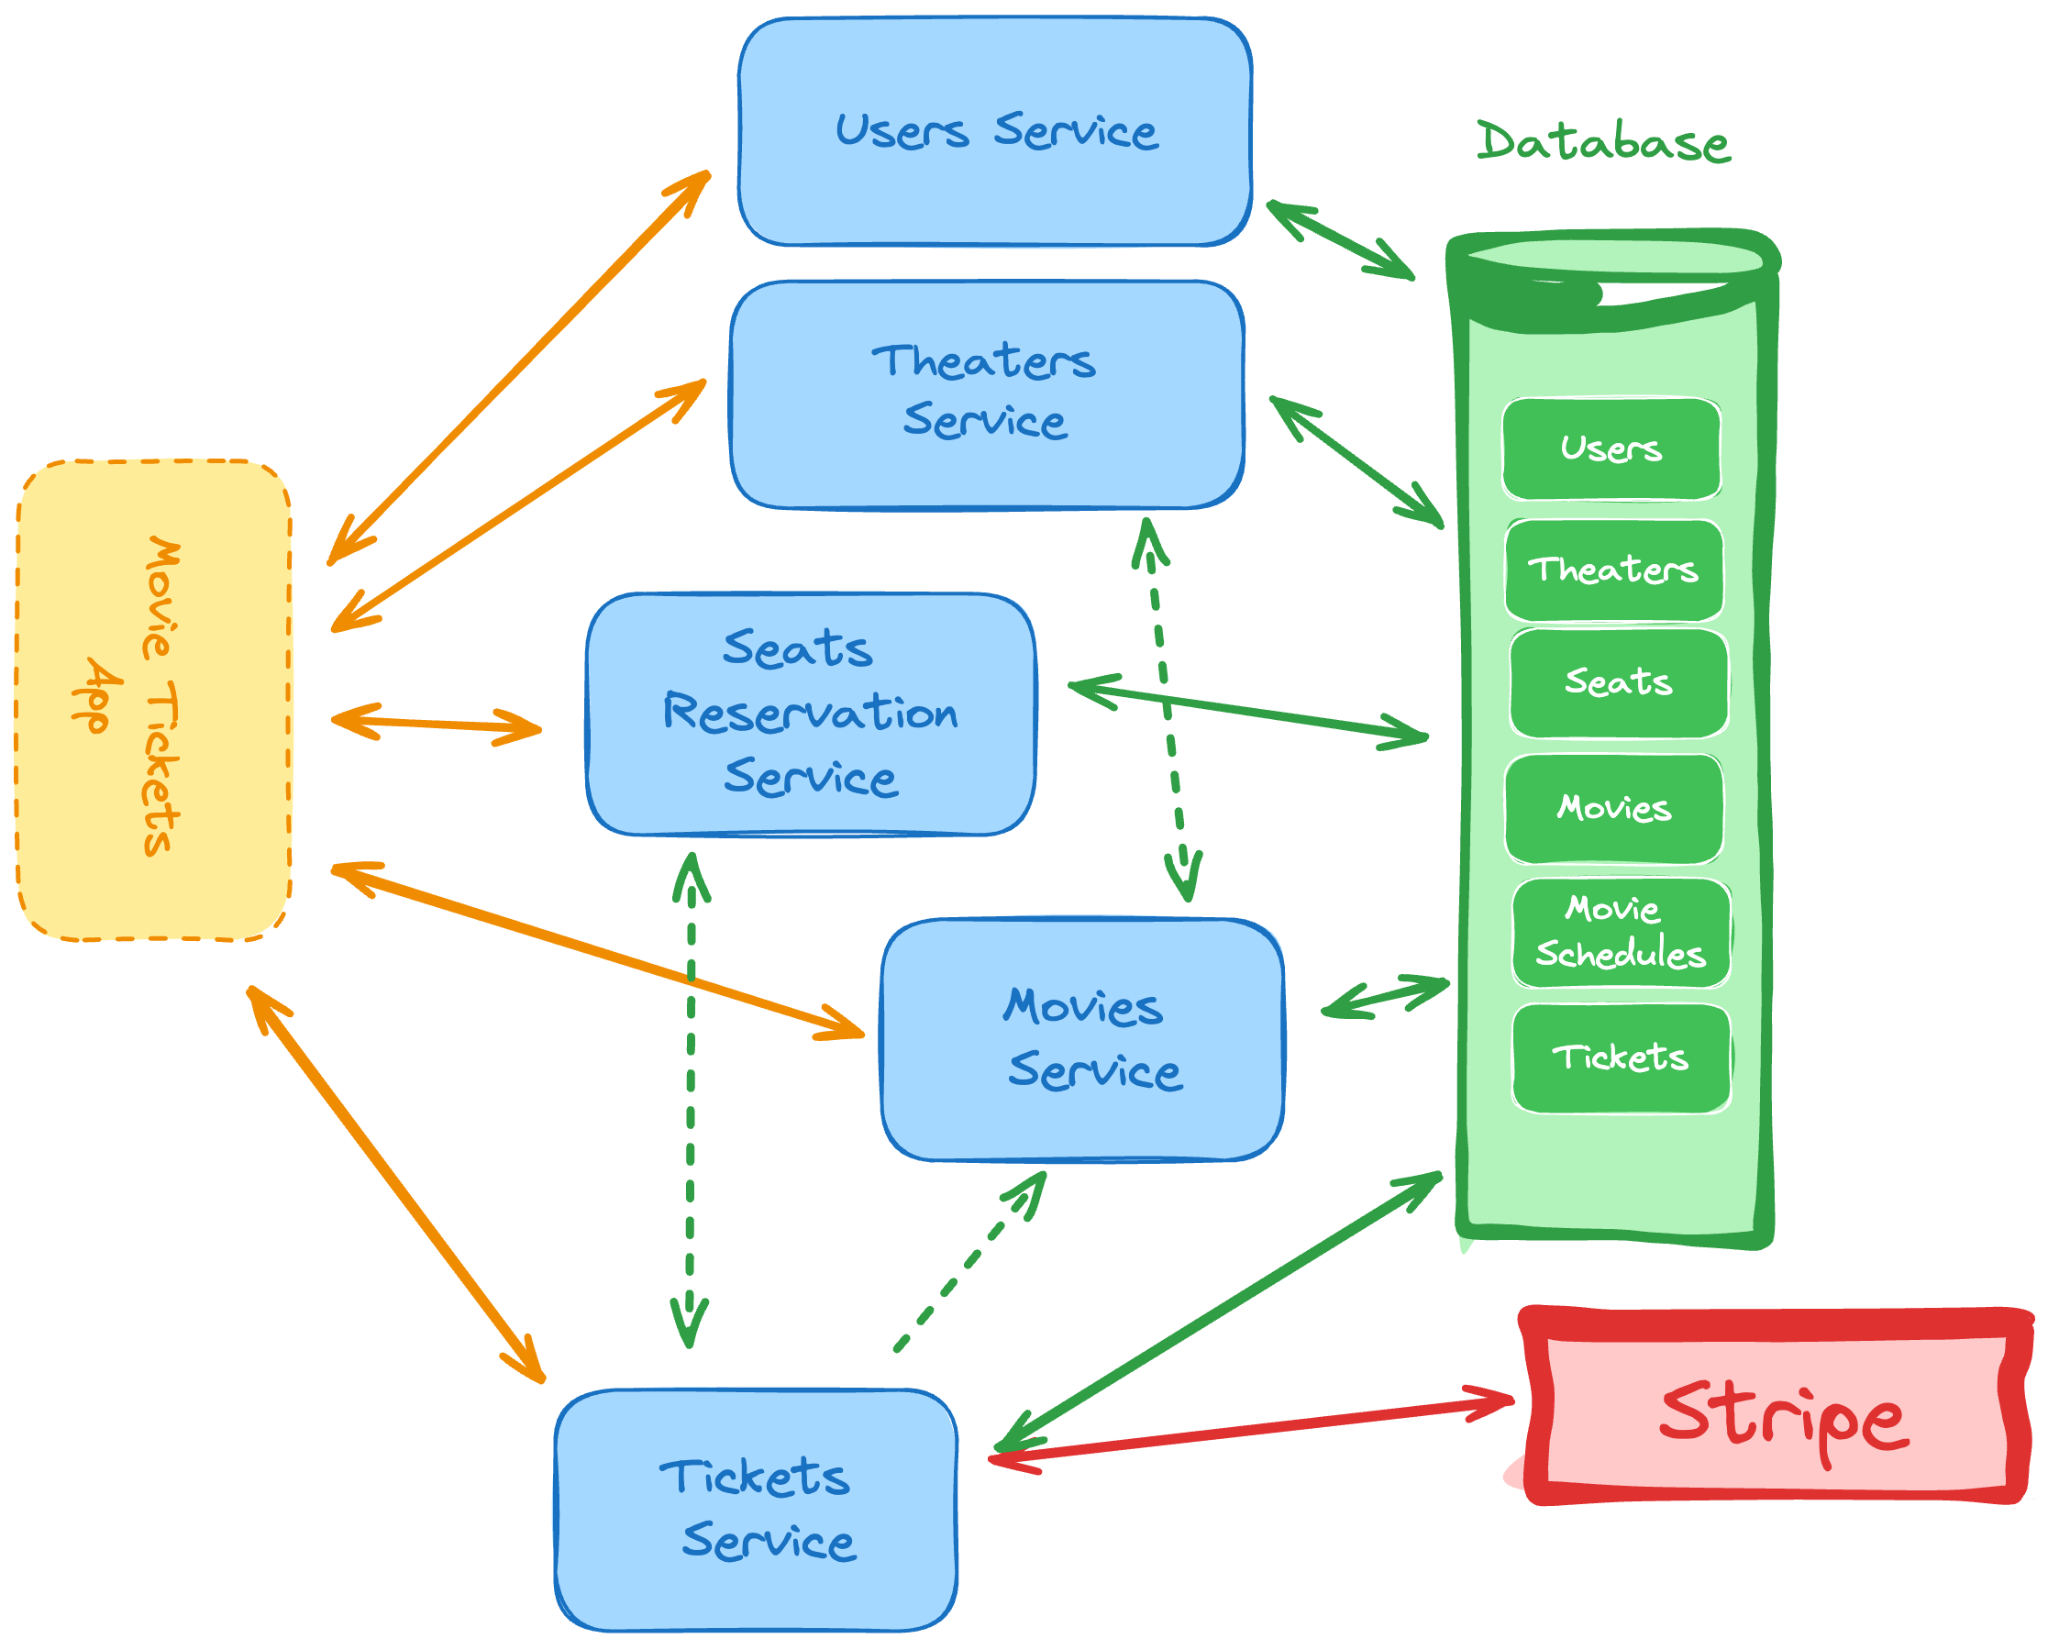 Users Service
Database
Theaters
Service
Movie Tickets
App
Seats
Reservation
Service
Movies
Service
Tickets
Service
Users
Theaters
Seats
Movies
Movie
Schedules
Tickets
Stripe